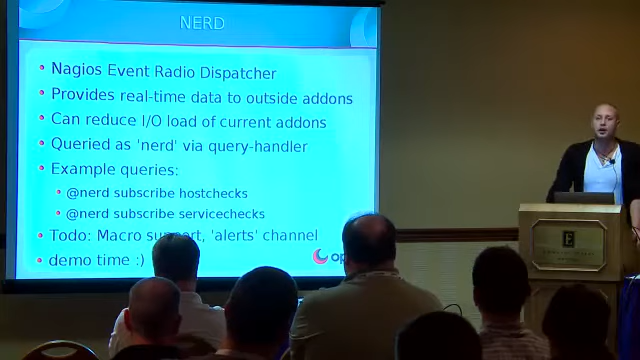 NERD
Nagios Event Radio Dispatcher
Provides real-time data to outside addons
Can reduce I/O load of current addons
Queried as 'nerd' via query-handler
Example queries:
@nerd subscribe hostchecks
@nerd subscribe servicechecks
Todo: Macro support, 'alerts' channel
demo time :)
op
E